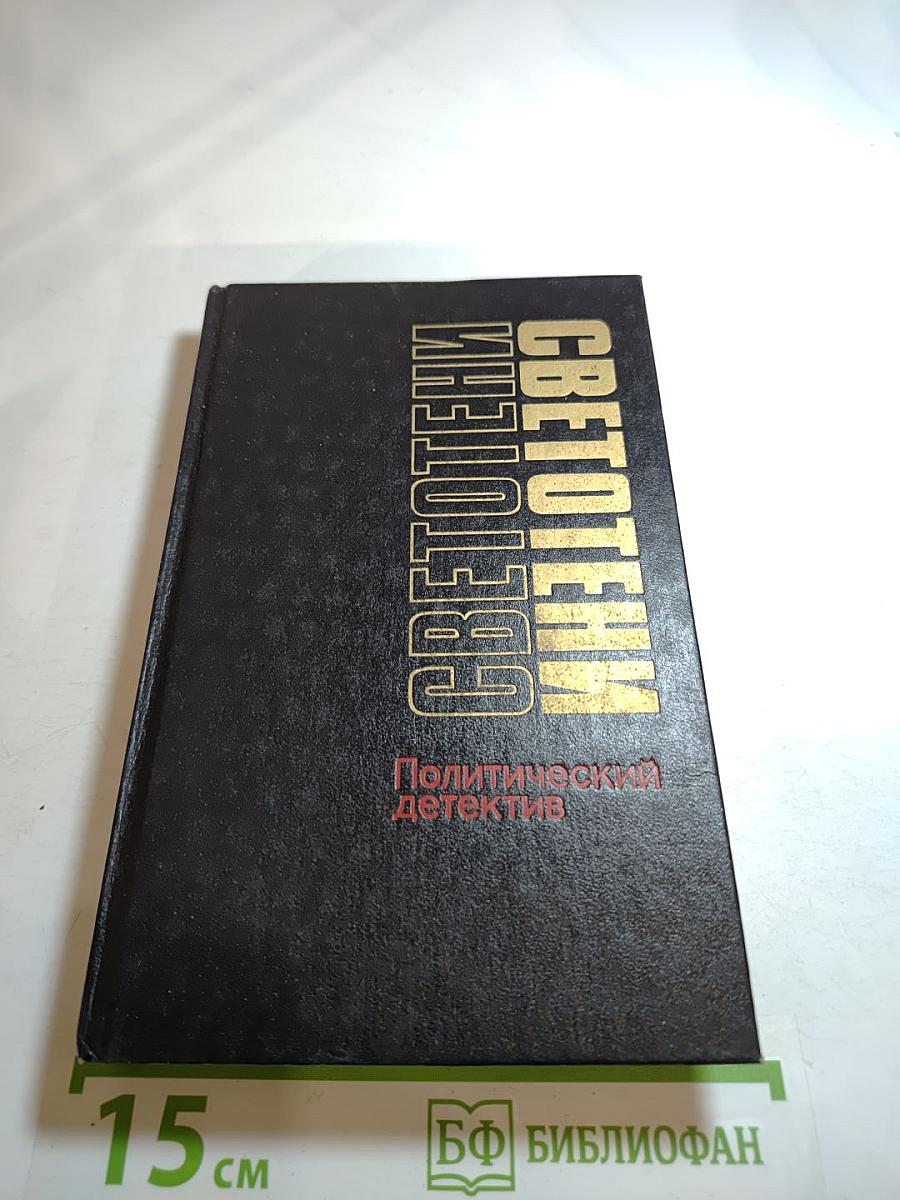 СВЕТОТЕНИ
СВЕТОТЕНИ
Политический
детектив
15 см
БФ БИБЛИОФАН